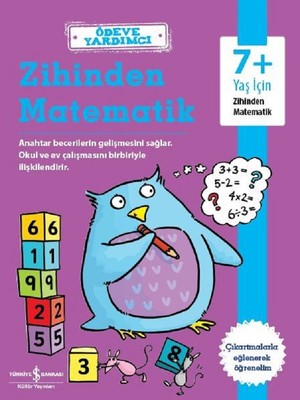 ÖDEVE
YARDIMCI
Zihinden
Matematik
Anahtar becerilerin gelişmesini sağlar.
Okul ve ev çalışmasını birbiriyle
ilişkilendirir.
7+
Yaş İçin
Zihinden
Matematik
3+3=
5-2= ?
4x2=
? 6÷3=
6 6
9 9
1 1
2 2
5 5
3
&
Çıkartmalarla
eğlenerek
öğrenelim
TÜRKİYE İŞ BANKASI
Kültür Yayınları